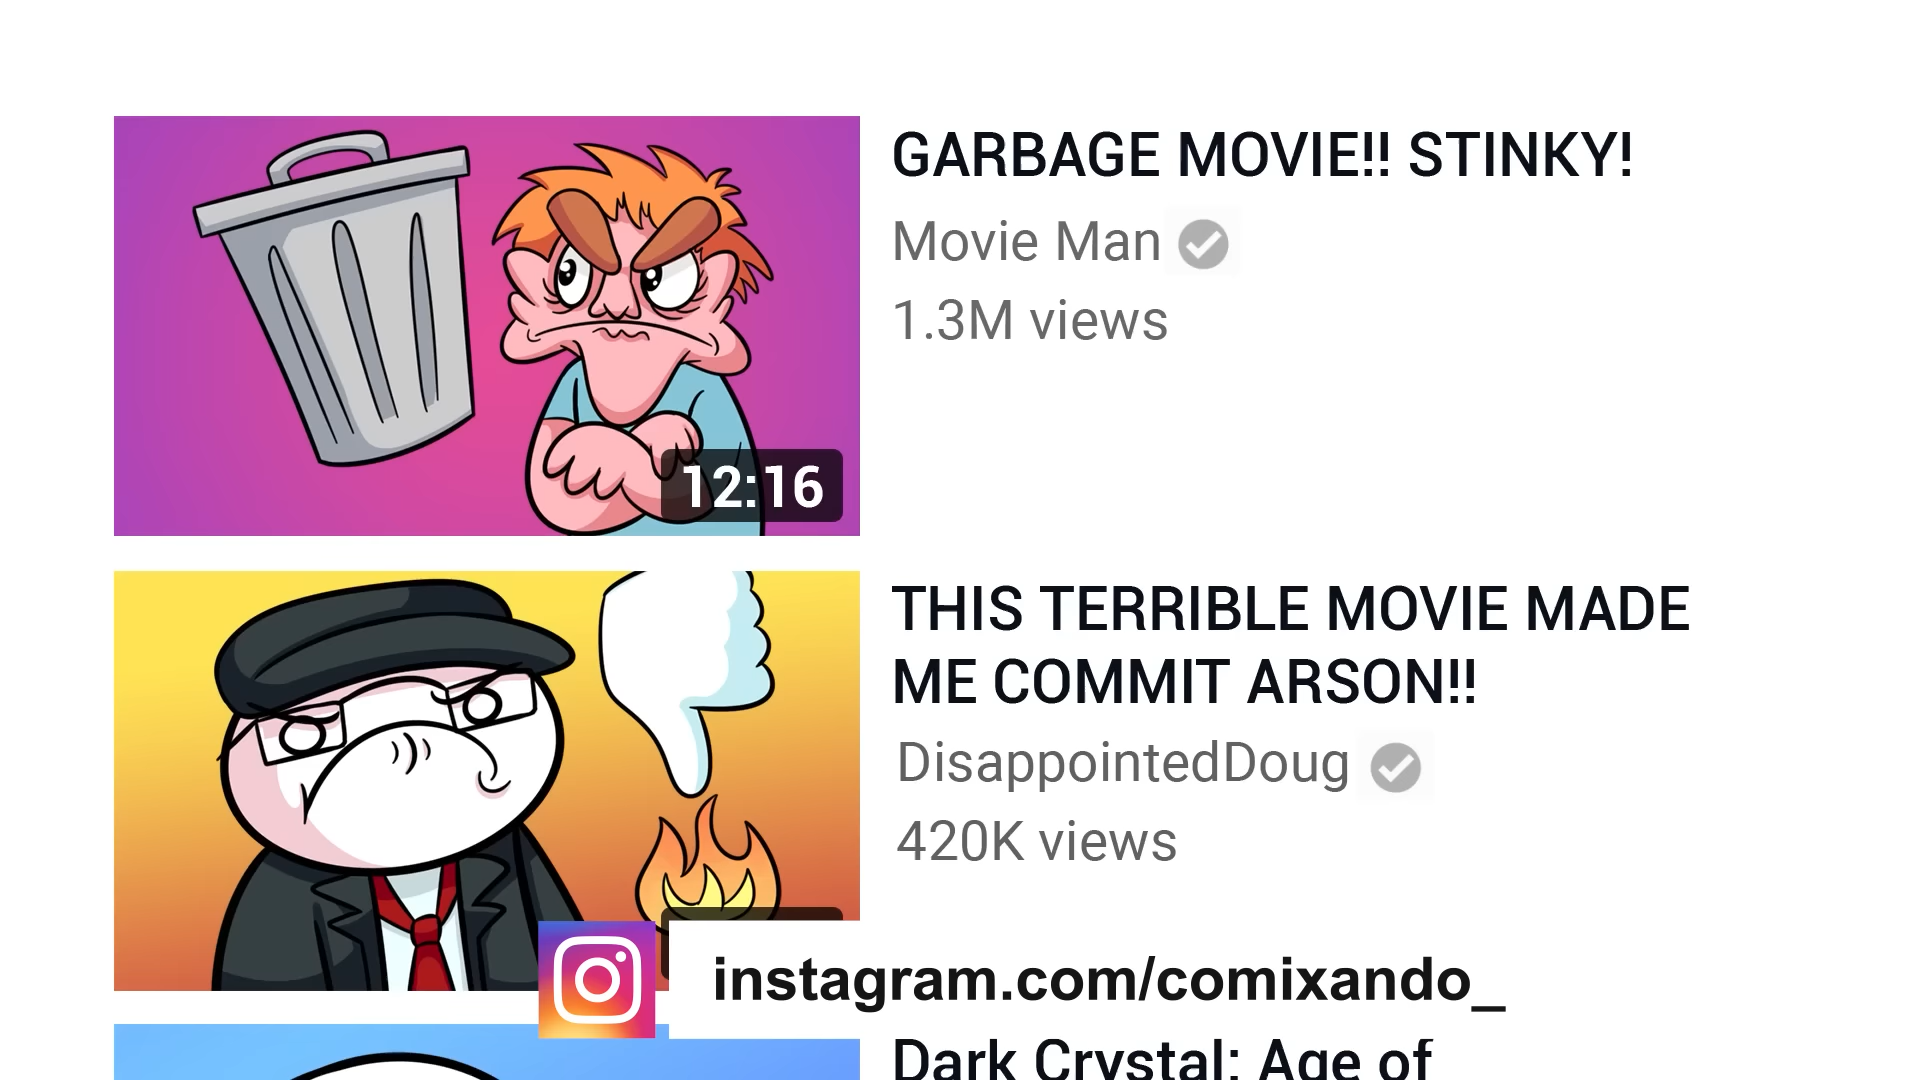 GARBAGE MOVIE!! STINKY!
Movie Man
1.3M views
12:16
THIS TERRIBLE MOVIE MADE
ME COMMIT ARSON!!
DisappointedDoug
420K views
instagram.com/comixando_
Dark Crystal: Age of